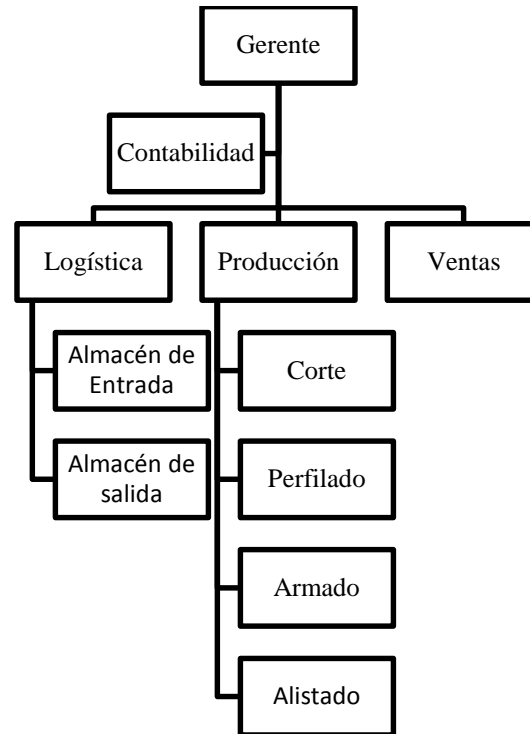 Gerente
Contabilidad
Logística
Producción
Ventas
Almacén de
Entrada
Corte
Almacén de
salida
Perfilado
Armado
Alistado